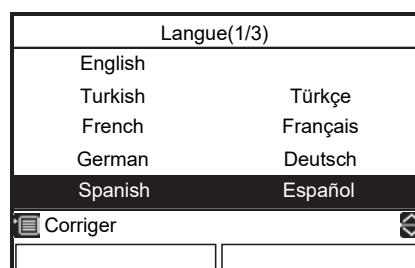 Langue(1/3)
English
Turkish Türkçe
French Français
German Deutsch
Spanish Español
Corriger